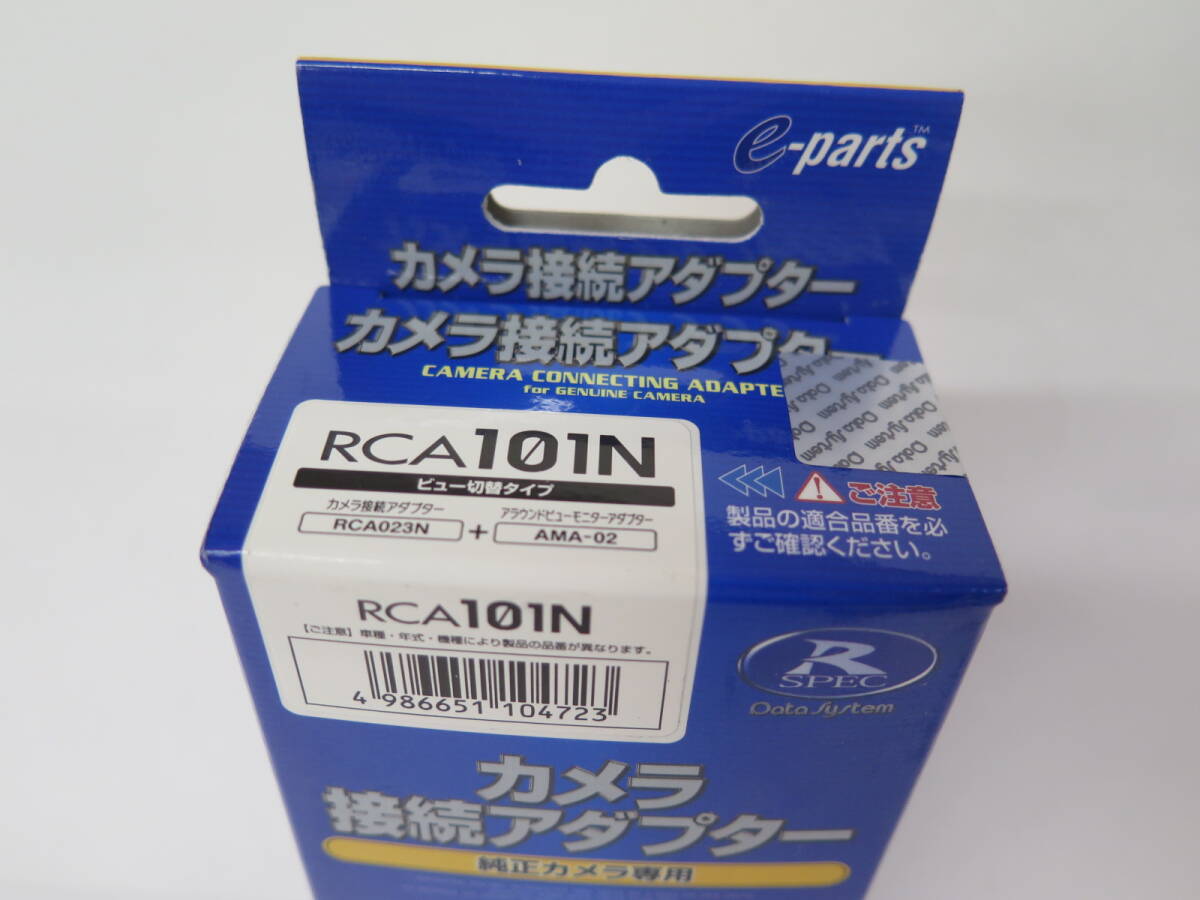 e-parts™
カメラ接続アダプター
カメラ接続アダプタ
CAMERA CONNECTING ADAPTE
for GENUINE CAMERA
Data System
RCA101N
ビュー切替タイプ
カメラ接続アダプター
アラウンドビューモニターアダプター
RCA023N + AMA-02
ご注意
製品の適合品番を必
ずご確認ください。
RCA101N
【ご注意】車種・年式・機種により製品の品番が異なります。
4 986651 104723
R
SPEC
Data System
カメラ
接続アダプター
純正カメラ専用